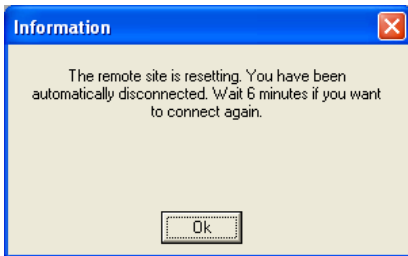 Information
The remote site is resetting. You have been
automatically disconnected. Wait 6 minutes if you want
to connect again.
Ok